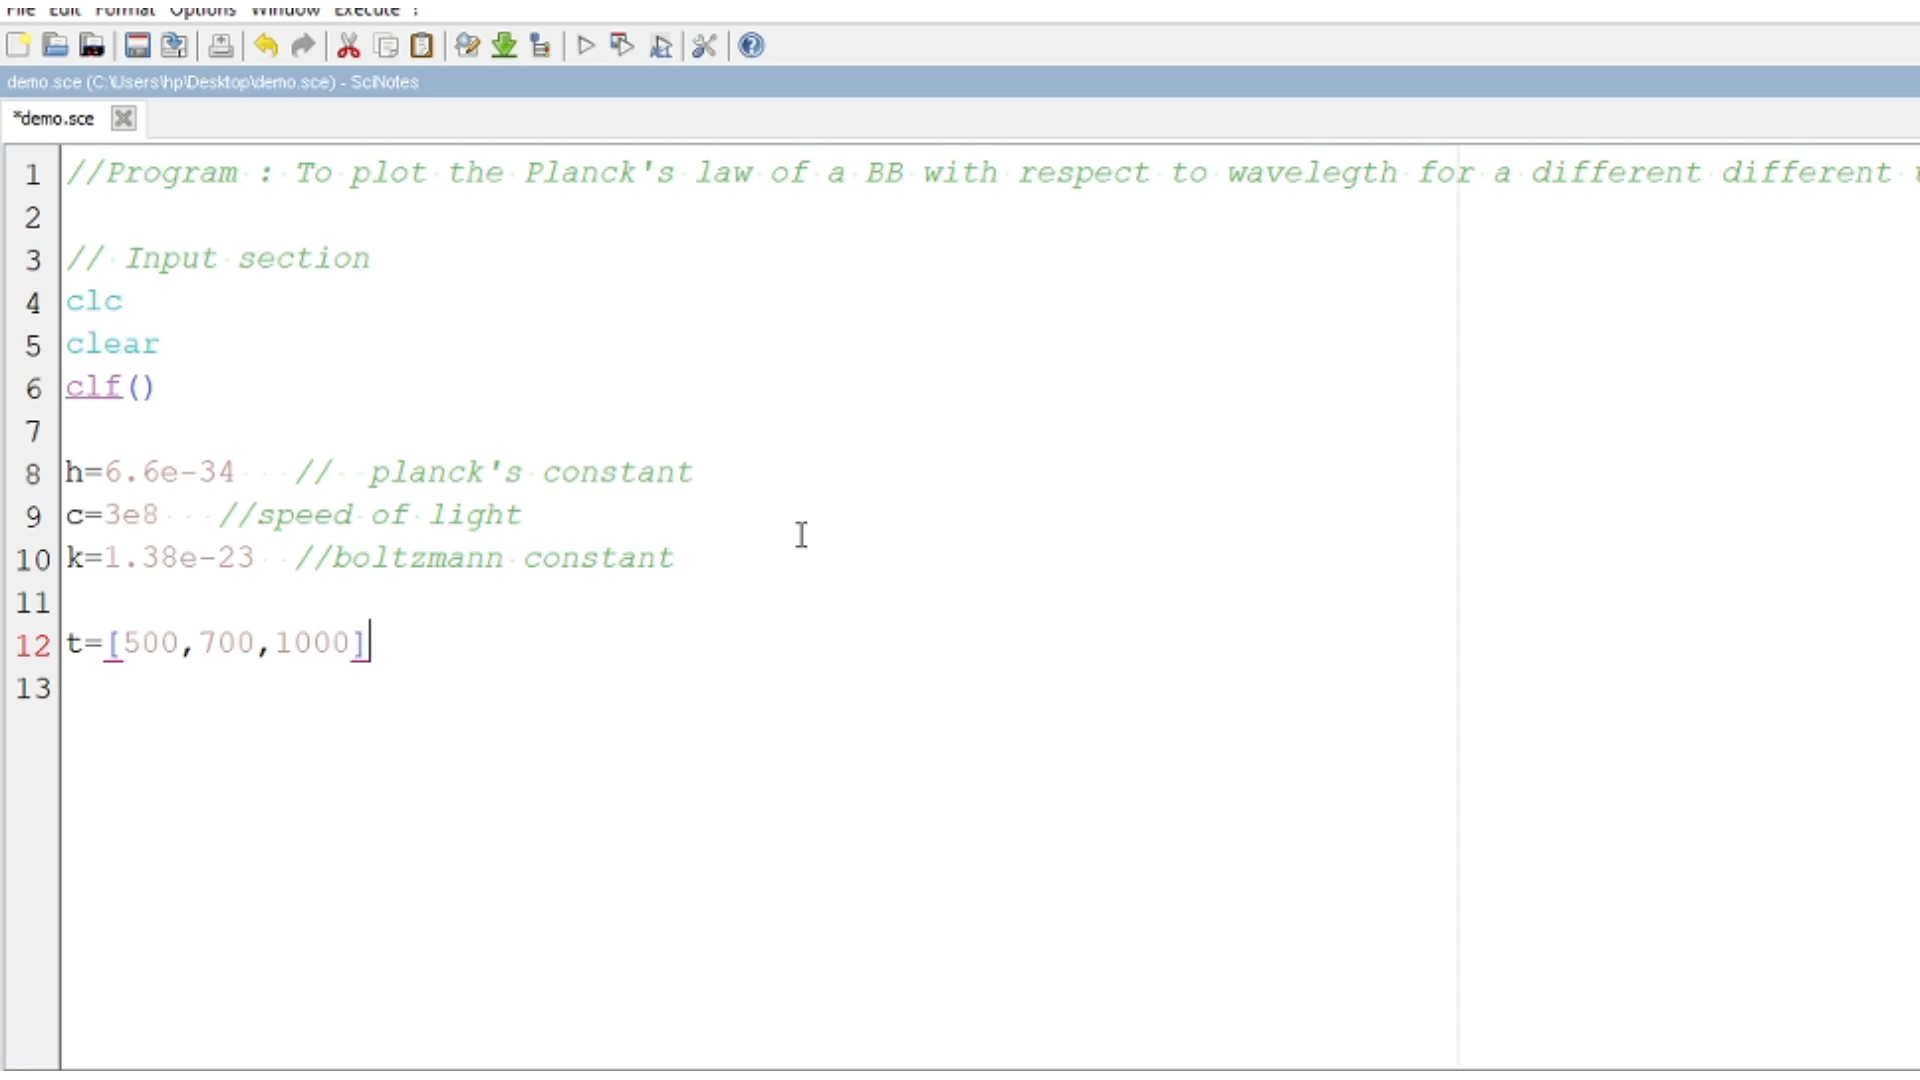 File Edit Format Options Window Execute ?
demo.sce (C:\Users\hp\Desktop\demo.sce) - SciNotes
*demo.sce
1 //Program : To plot the Planck's law of a BB with respect to wavelegth for a different different
2
3 // Input section
4 clc
5 clear
6 clf()
7
8 h=6.6e-34 // planck's constant
9 c=3e8 //speed of light
10 k=1.38e-23 //boltzmann constant
11
12 t=[500,700,1000]
13